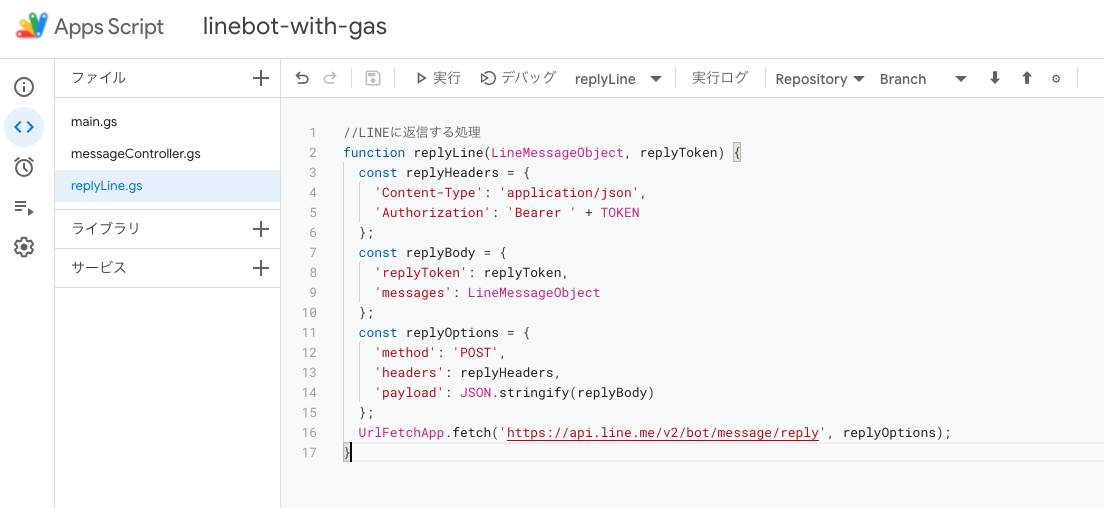 Apps Script linebot-with-gas
ファイル
main.gs
messageController.gs
replyLine.gs
ライブラリ
サービス
実行 デバッグ replyLine 実行ログ Repository Branch
1 //LINEに返信する処理
2 function replyLine(LineMessageObject, replyToken) {
3 const replyHeaders = {
4 'Content-Type': 'application/json',
5 'Authorization': 'Bearer ' + TOKEN
6 };
7 const replyBody = {
8 'replyToken': replyToken,
9 'messages': LineMessageObject
10 };
11 const replyOptions = {
12 'method': 'POST',
13 'headers': replyHeaders,
14 'payload': JSON.stringify(replyBody)
15 };
16 UrlFetchApp.fetch('https://api.line.me/v2/bot/message/reply', replyOptions);
17 }